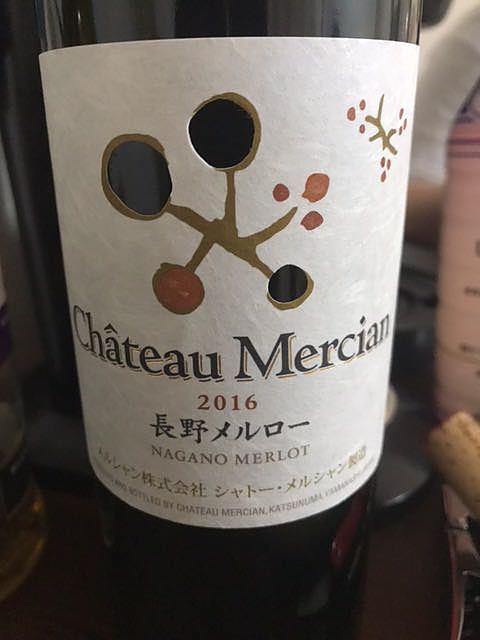 Château Mercian
2016
長野メルロー
NAGANO MERLOT
メルシャン株式会社 シャトー・メルシャン製造
AND BOTTLED BY CHATEAU MERCIAN, KATSUNUMA,